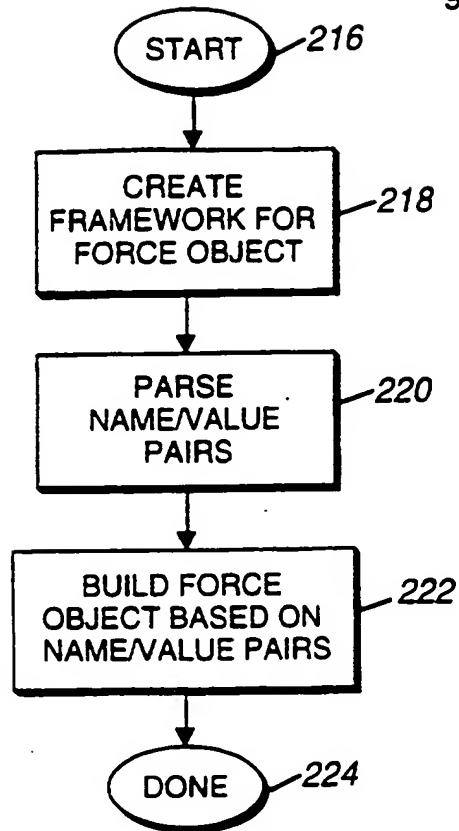 START
216
CREATE
FRAMEWORK FOR
FORCE OBJECT
218
PARSE
NAME/VALUE
PAIRS
220
BUILD FORCE
OBJECT BASED ON
NAME/VALUE PAIRS
222
DONE
224